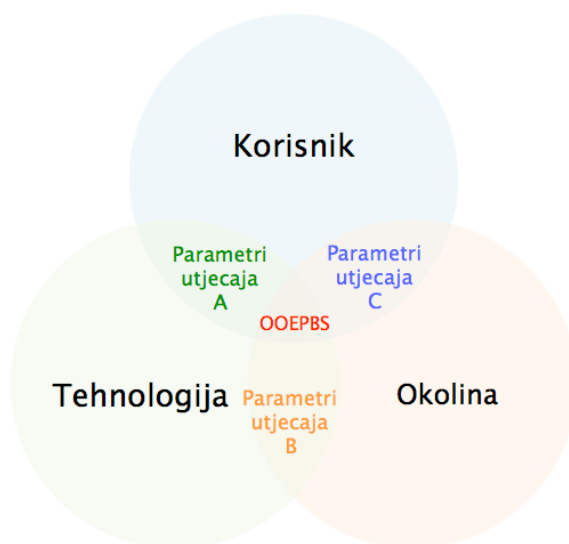 Korisnik
Parametri
utjecaja
A
Parametri
utjecaja
C
OOEPBS
Tehnologija
Parametri
utjecaja
B
Okolina